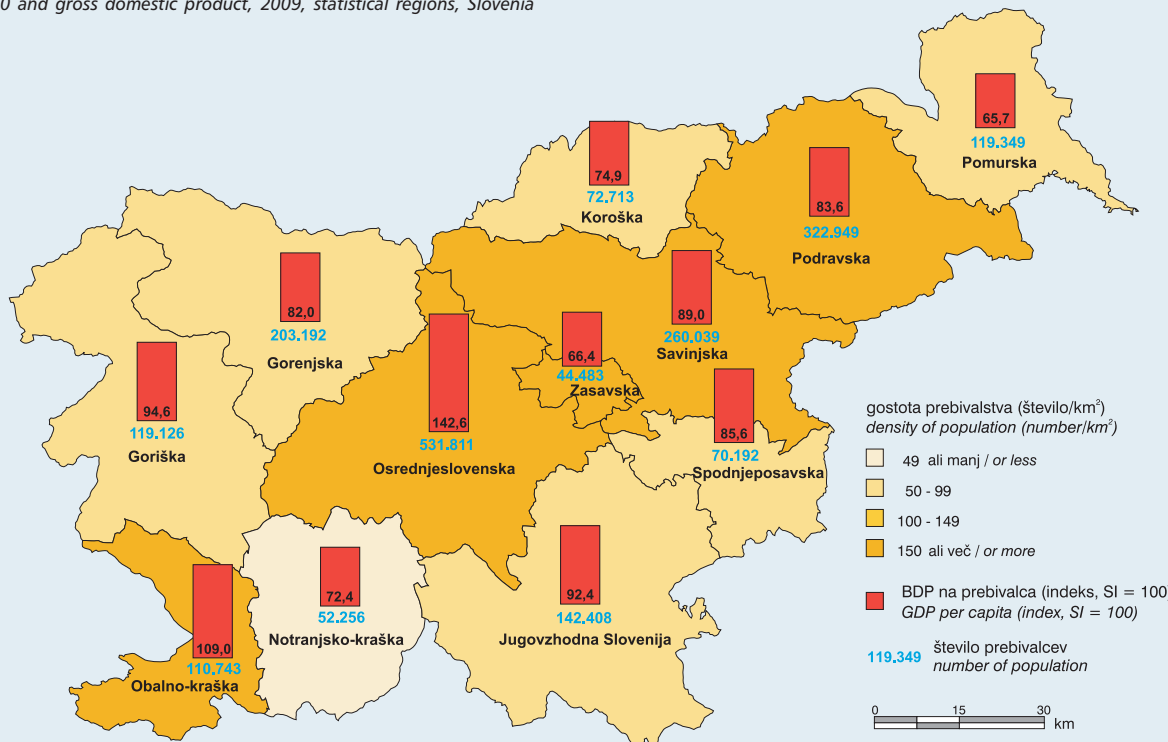 0 and gross domestic product, 2009, statistical regions, Slovenia
65,7
119.349
Pomurska
74,9
72.713
Koroška
83,6
322.949
Podravska
82,0
203.192
Gorenjska
89,0
260.039
Savinjska
66,4
44.483
Zasavska
94,6
119.126
Goriška
142,6
531.811
Osrednjeslovenska
85,6
70.192
Spodnjeposavska
72,4
52.256
Notranjsko-kraška
92,4
142.408
Jugovzhodna Slovenija
109,0
110.743
Obalno-kraška
gostota prebivalstva (število/km²)
density of population (number/km²)
49 ali manj / or less
50 - 99
100 - 149
150 ali več / or more
BDP na prebivalca (indeks, SI = 100)
GDP per capita (index, SI = 100)
119.349 število prebivalcev
number of population
0 15 30
km